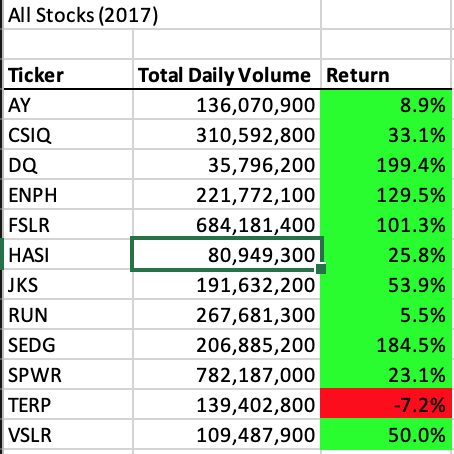 All Stocks (2017)
Ticker Total Daily Volume Return
AY 136,070,900 8.9%
CSIQ 310,592,800 33.1%
DQ 35,796,200 199.4%
ENPH 221,772,100 129.5%
FSLR 684,181,400 101.3%
HASI 80,949,300 25.8%
JKS 191,632,200 53.9%
RUN 267,681,300 5.5%
SEDG 206,885,200 184.5%
SPWR 782,187,000 23.1%
TERP 139,402,800 -7.2%
VSLR 109,487,900 50.0%